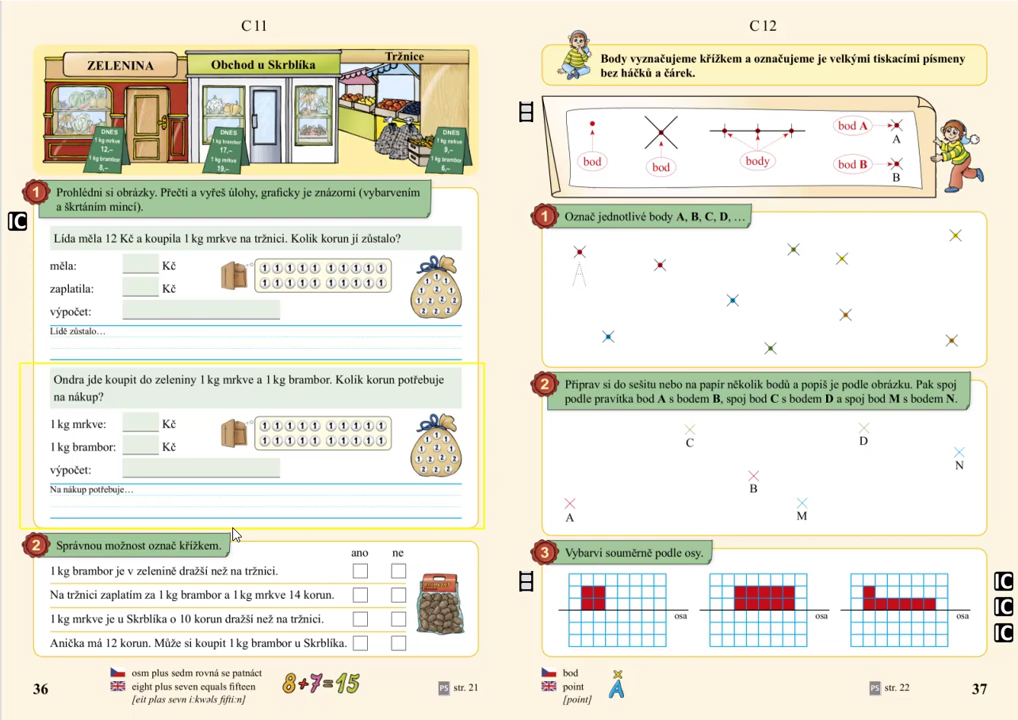 C 11
ZELENINA
Obchod u Skrblíka
Tržnice
DNES
1 kg mrkve
12,–
1 kg brambor
8,–
DNES
1 kg brambor
17,–
1 kg mrkve
19,–
DNES
1 kg mrkve
9,–
1 kg brambor
6,–
1
Prohlédni si obrázky. Přečti a vyřeš úlohy, graficky je znázorni (vybarvením
a škrtáním mincí).
Lída měla 12 Kč a koupila 1 kg mrkve na tržnici. Kolik korun jí zůstalo?
měla: Kč
zaplatila: Kč
výpočet:
Lídě zůstalo…
Ondra jde koupit do zeleniny 1 kg mrkve a 1 kg brambor. Kolik korun potřebuje
na nákup?
1 kg mrkve: Kč
1 kg brambor: Kč
výpočet:
Na nákup potřebuje…
2
Správnou možnost označ křížkem.
ano ne
1 kg brambor je v zelenině dražší než na tržnici.
Na tržnici zaplatím za 1 kg brambor a 1 kg mrkve 14 korun.
1 kg mrkve je u Skrblíka o 10 korun dražší než na tržnici.
Anička má 12 korun. Může si koupit 1 kg brambor u Skrblíka.
36
osm plus sedm rovná se patnáct
eight plus seven equals fifteen
[eit plas sevn i:kwəls fifti:n]
8+7=15
PS str. 21
C 12
Body vyznačujeme křížkem a označujeme je velkými tiskacími písmeny
bez háčků a čárek.
bod
bod
body
bod A
A
bod B
B
1
Označ jednotlivé body A, B, C, D, …
A
2
Připrav si do sešitu nebo na papír několik bodů a popiš je podle obrázku. Pak spoj
podle pravítka bod A s bodem B, spoj bod C s bodem D a spoj bod M s bodem N.
C
D
N
B
A
M
3
Vybarvi souměrně podle osy.
osa
osa
osa
bod
point
[point]
A
PS str. 22
37